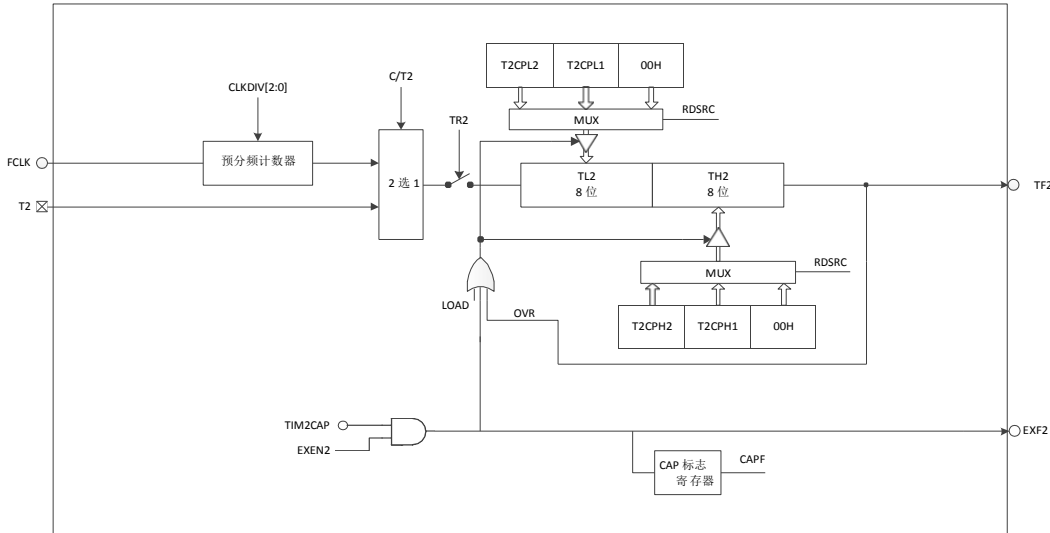 T2CPL2 T2CPL1 00H
C/T2
CLKDIV[2:0]
MUX
RDSRC
TR2
FCLK
预分频计数器
2 选 1
TL2
8 位
TH2
8 位
TF2
T2
MUX
RDSRC
LOAD
OVR
T2CPH2 T2CPH1 00H
TIM2CAP
EXEN2
EXF2
CAP 标志
寄存器
CAPF